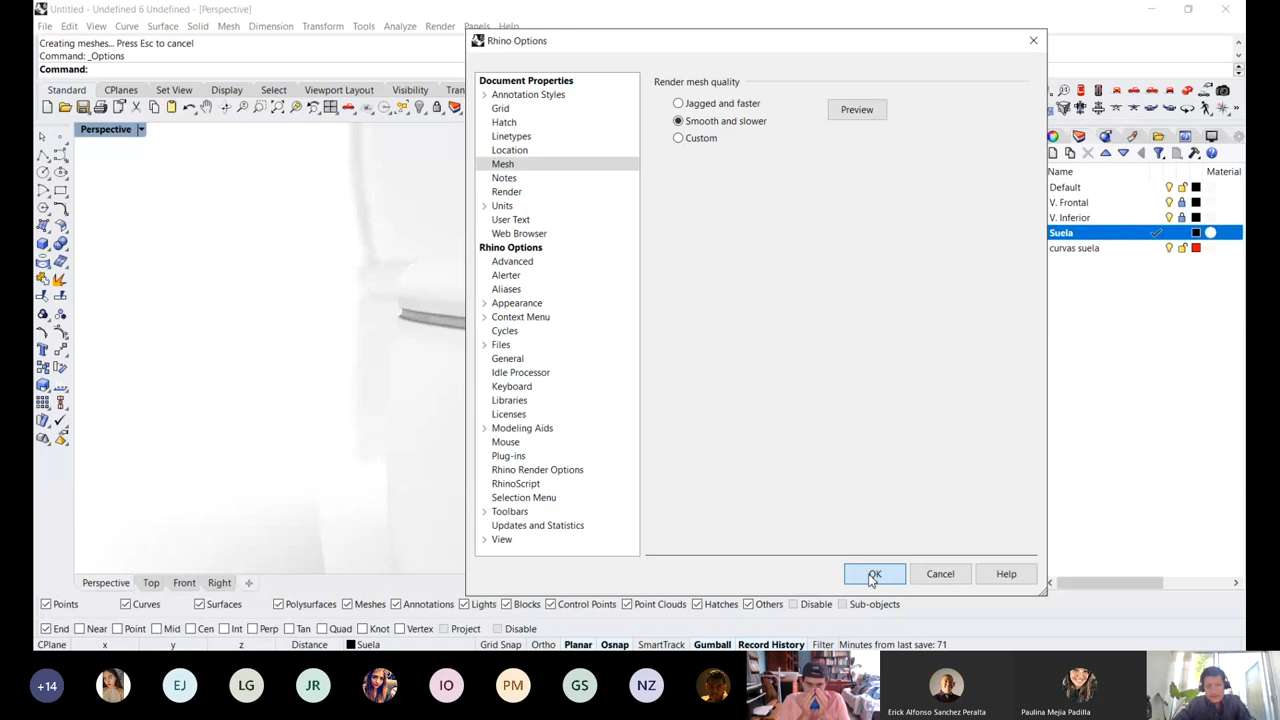 Untitled - Undefined 6 Undefined - [Perspective]
File Edit View Curve Surface Solid Mesh Dimension Transform Tools Analyze Render Panels Help
Creating meshes... Press Esc to cancel
Command: _Options
Command:
Standard CPlanes Set View Display Select Viewport Layout Visibility Tran
Perspective
Rhino Options
Document Properties
Annotation Styles
Grid
Hatch
Linetypes
Location
Mesh
Notes
Render
Units
User Text
Web Browser
Rhino Options
Advanced
Alerter
Aliases
Appearance
Context Menu
Cycles
Files
General
Idle Processor
Keyboard
Libraries
Licenses
Modeling Aids
Mouse
Plug-ins
Rhino Render Options
RhinoScript
Selection Menu
Toolbars
Updates and Statistics
View
Render mesh quality
Jagged and faster
Smooth and slower
Custom
Preview
OK Cancel Help
Name Material
Default
V. Frontal
V. Inferior
Suela
curvas suela
Perspective Top Front Right
Points Curves Surfaces Polysurfaces Meshes Annotations Lights Blocks Control Points Point Clouds Hatches Others Disable Sub-objects
End Near Point Mid Cen Int Perp Tan Quad Knot Vertex Project Disable
CPlane x y z Distance Suela Grid Snap Ortho Planar Osnap SmartTrack Gumball Record History Filter Minutes from last save: 71
+14 EJ LG JR IO PM GS NZ
Erick Alfonso Sanchez Peralta
Paulina Mejia Padilla